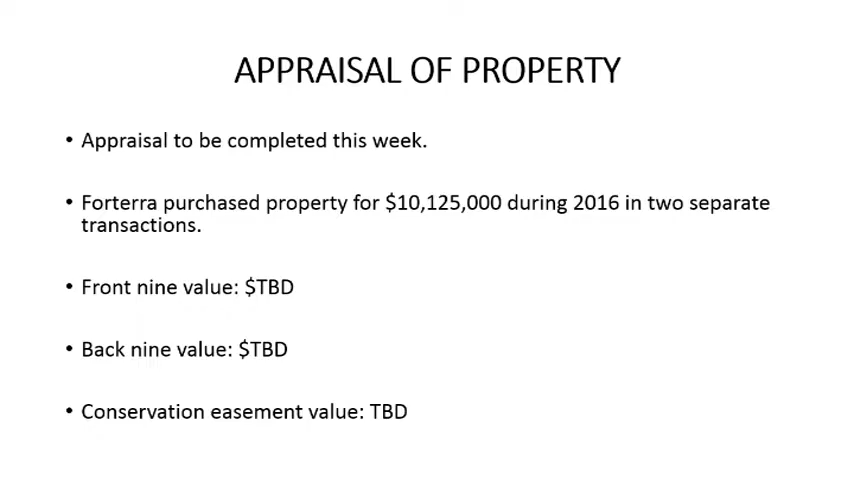 APPRAISAL OF PROPERTY
• Appraisal to be completed this week.
• Forterra purchased property for $10,125,000 during 2016 in two separate
transactions.
• Front nine value: $TBD
• Back nine value: $TBD
• Conservation easement value: TBD